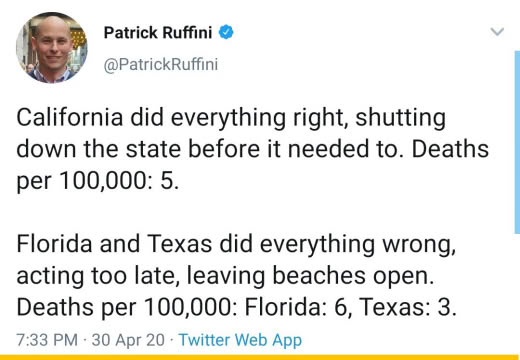 Patrick Ruffini
@PatrickRuffini
California did everything right, shutting
down the state before it needed to. Deaths
per 100,000: 5.
Florida and Texas did everything wrong,
acting too late, leaving beaches open.
Deaths per 100,000: Florida: 6, Texas: 3.
7:33 PM · 30 Apr 20 · Twitter Web App